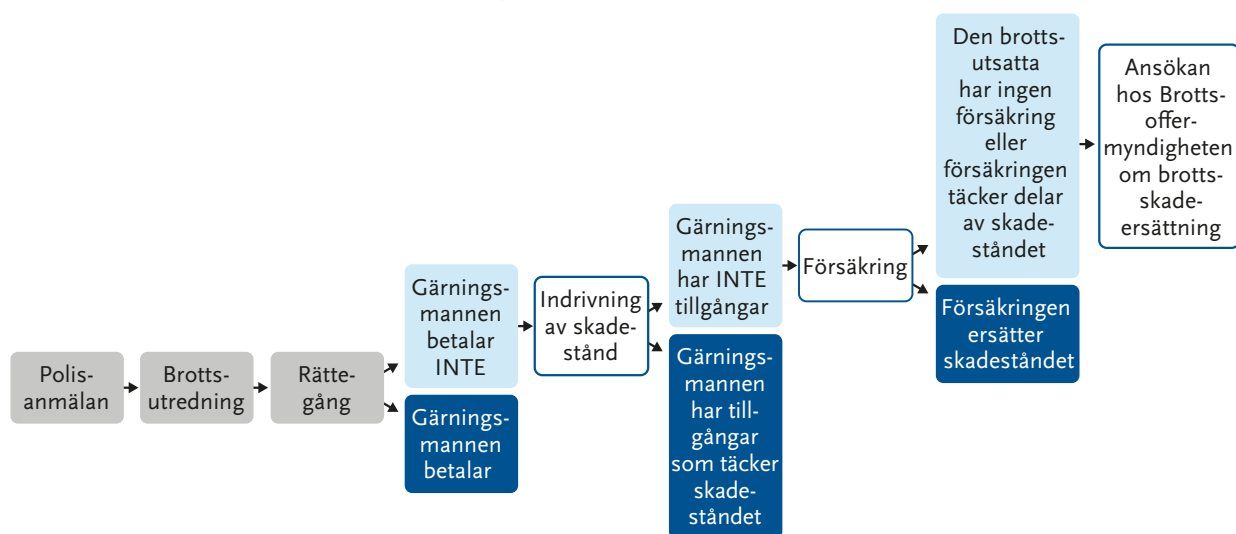 Polis-
anmälan
Brotts-
utredning
Rätte-
gång
Gärnings-
mannen
betalar
INTE
Gärnings-
mannen
betalar
Indrivning
av skade-
stånd
Gärnings-
mannen
har INTE
tillgångar
Gärnings-
mannen
har till-
gångar
som täcker
skade-
ståndet
Försäkring
Den brotts-
utsatta
har ingen
försäkring
eller
försäkringen
täcker delar
av skade-
ståndet
Försäkringen
ersätter
skadeståndet
Ansökan
hos Brotts-
offer-
myndigheten
om brotts-
skade-
ersättning